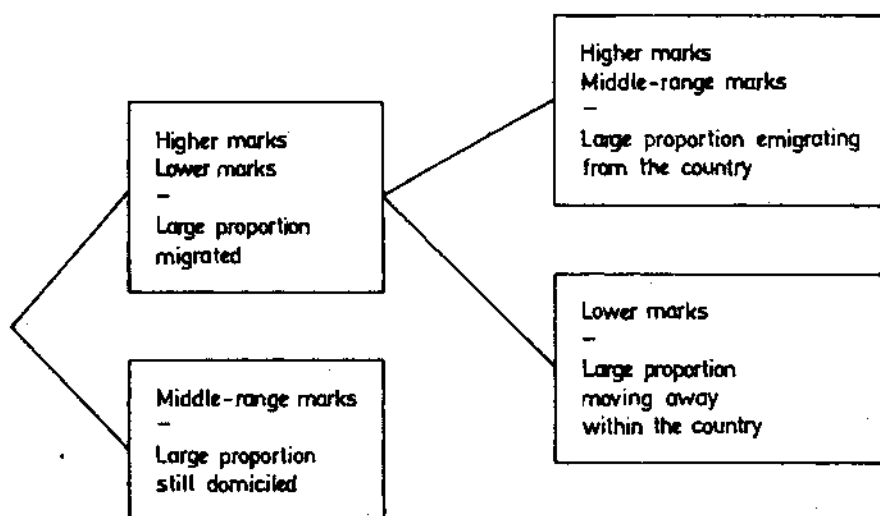 Higher marks
Lower marks
–
Large proportion
migrated
Middle-range marks
–
Large proportion
still domiciled
Higher marks
Middle-range marks
–
Large proportion emigrating
from the country
Lower marks
–
Large proportion
moving away
within the country